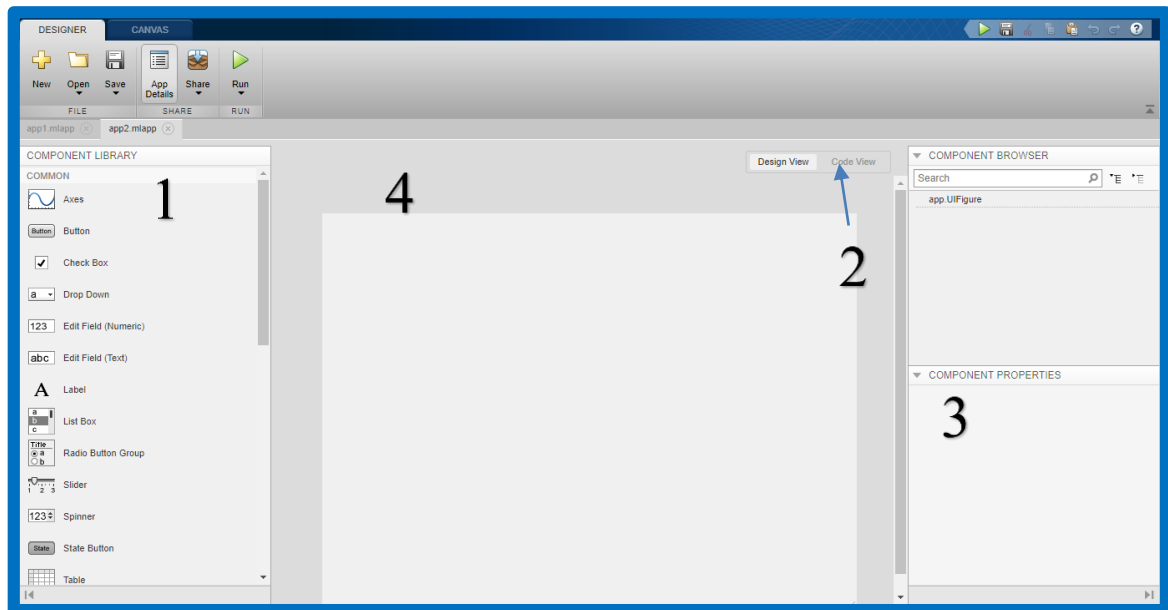 DESIGNER CANVAS
New Open Save App Details Share Run
FILE SHARE RUN
app1.mlapp app2.mlapp
COMPONENT LIBRARY
COMMON
Axes
Button Button
Check Box
a Drop Down
123 Edit Field (Numeric)
abc Edit Field (Text)
A Label
a
b
c
List Box
Title
a
b
Radio Button Group
1 2 3
Slider
123 Spinner
State State Button
Table
1
4
Design View Code View
2
COMPONENT BROWSER
Search
app.UIFigure
COMPONENT PROPERTIES
3